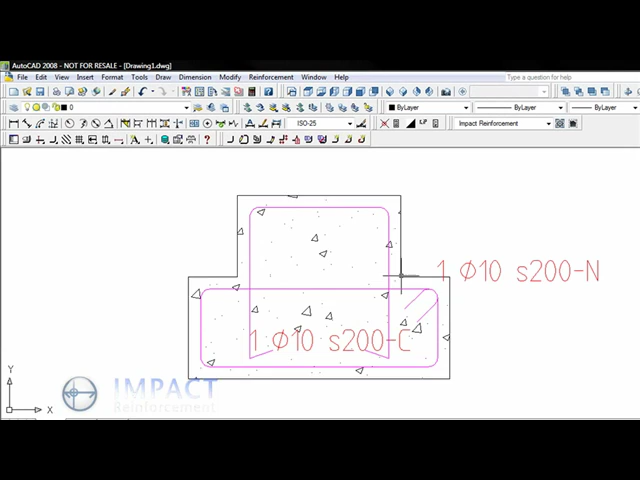 AutoCAD 2008 - NOT FOR RESALE - [Drawing1.dwg]
File Edit View Insert Format Tools Draw Dimension Modify Reinforcement Window Help
Type a question for help
0 ByLayer ByLayer
ISO-25 Impact Reinforcement
1 Ø10 s200-N
1 Ø10 s200-C
Y
IMPACT
Reinforcement
X